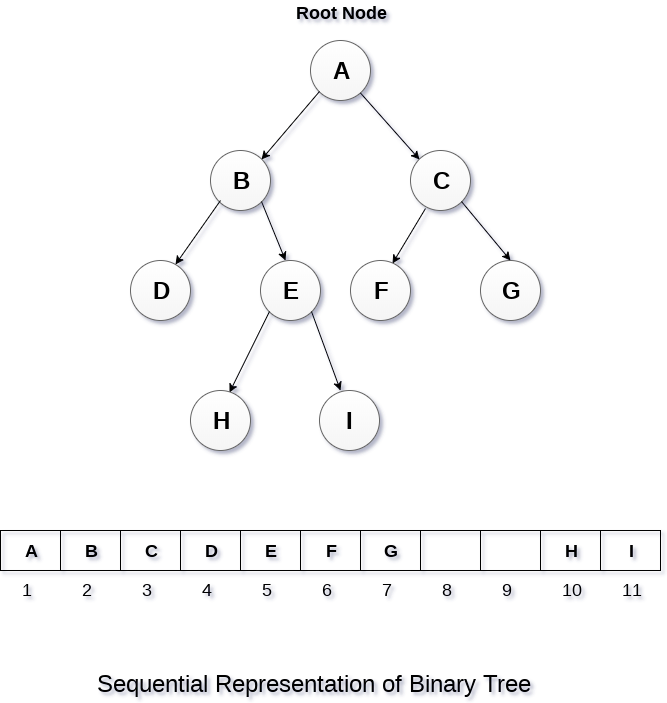 Root Node
A
B C
D E F G
H I
A B C D E F G H I
1 2 3 4 5 6 7 8 9 10 11
Sequential Representation of Binary Tree